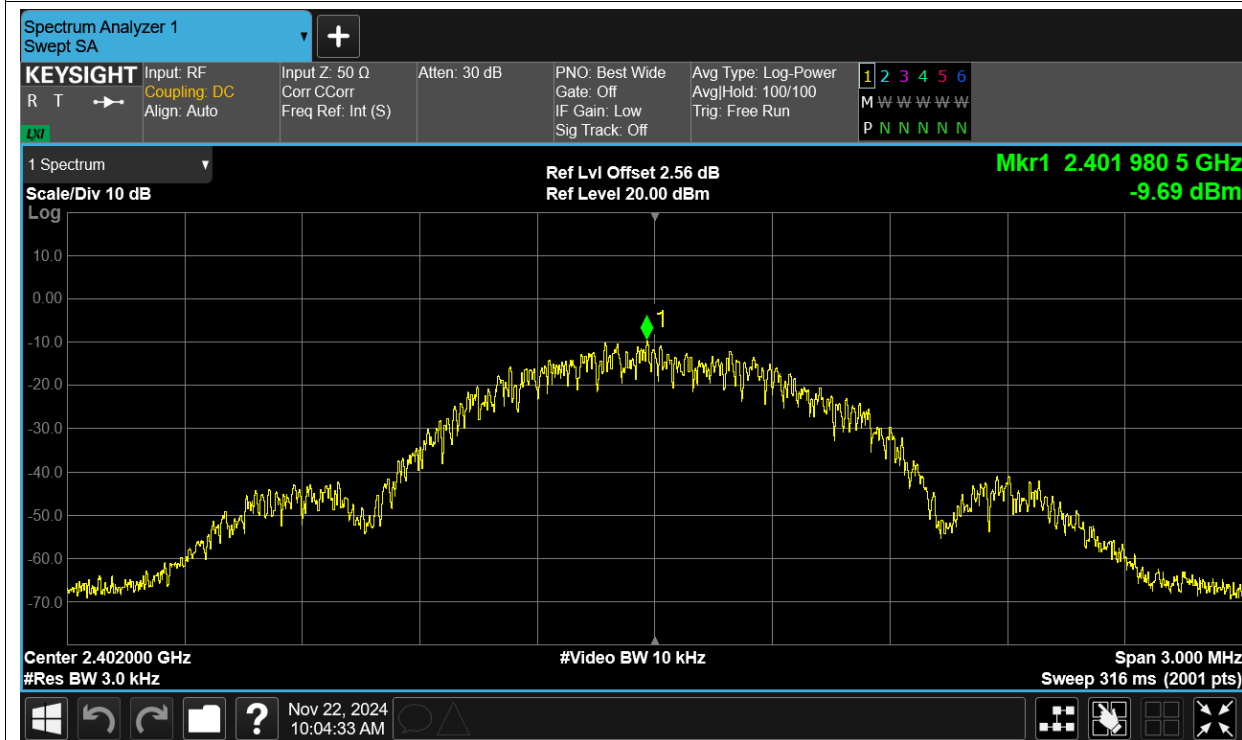 Spectrum Analyzer 1
Swept SA
KEYSIGHT
R T
LXI
Input: RF
Coupling: DC
Align: Auto
Input Z: 50 Ω
Corr CCorr
Freq Ref: Int (S)
Atten: 30 dB
PNO: Best Wide
Gate: Off
IF Gain: Low
Sig Track: Off
Avg Type: Log-Power
Avg|Hold: 100/100
Trig: Free Run
1 2 3 4 5 6
M W W W W W
P N N N N N
1 Spectrum
Scale/Div 10 dB
Log
Ref Lvl Offset 2.56 dB
Ref Level 20.00 dBm
Mkr1 2.401 980 5 GHz
-9.69 dBm
10.0
0.00
-10.0
-20.0
-30.0
-40.0
-50.0
-60.0
-70.0
1
Center 2.402000 GHz
#Res BW 3.0 kHz
#Video BW 10 kHz
Span 3.000 MHz
Sweep 316 ms (2001 pts)
?
Nov 22, 2024
10:04:33 AM